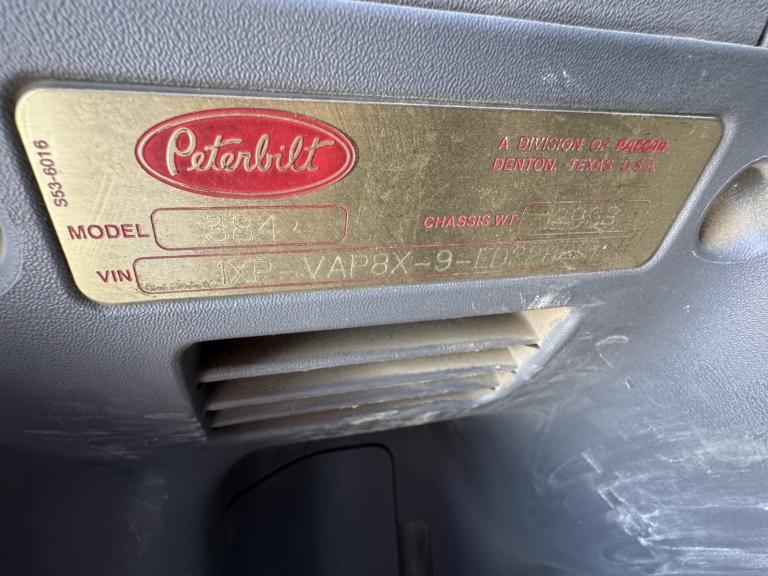 S53-6016
Peterbilt
A DIVISION OF PACCAR
DENTON, TEXAS U.S.A.
MODEL 384
CHASSIS WT
VIN 1XP-VAP8X-9-